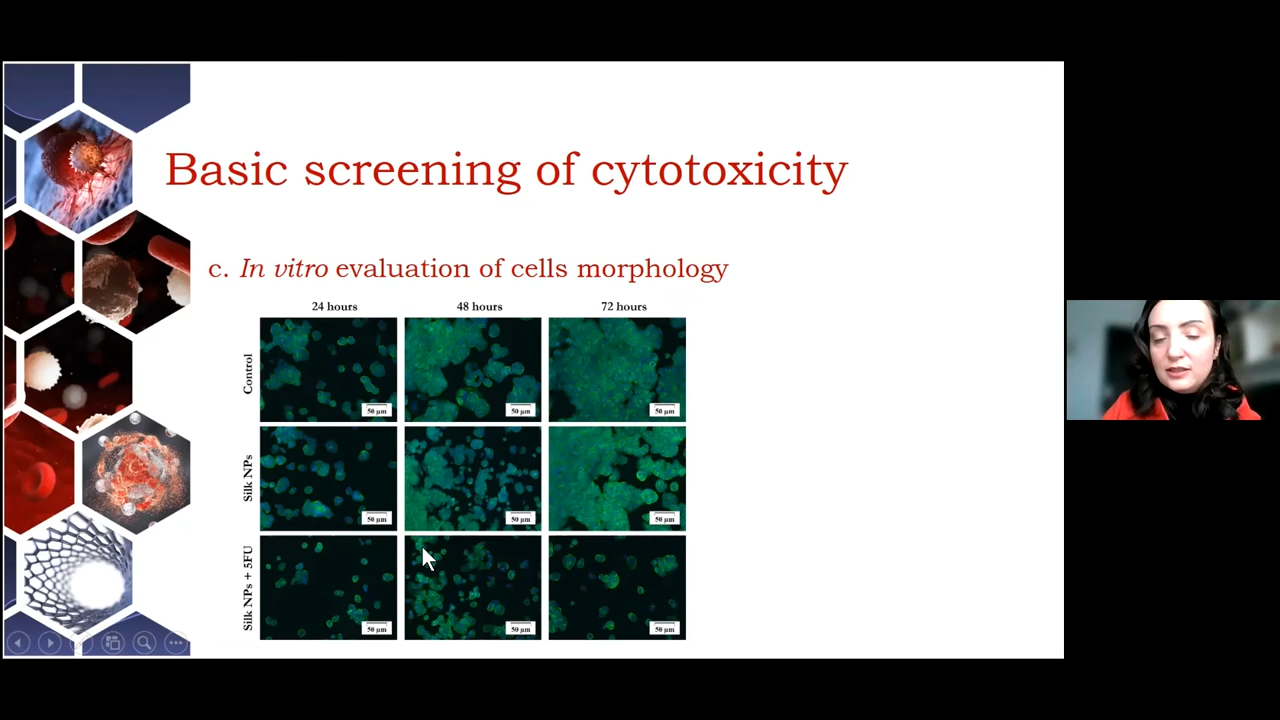 Basic screening of cytotoxicity
c. In vitro evaluation of cells morphology
24 hours 48 hours 72 hours
Control
50 µm 50 µm 50 µm
Silk NPs
50 µm 50 µm 50 µm
Silk NPs + 5FU
50 µm 50 µm 50 µm